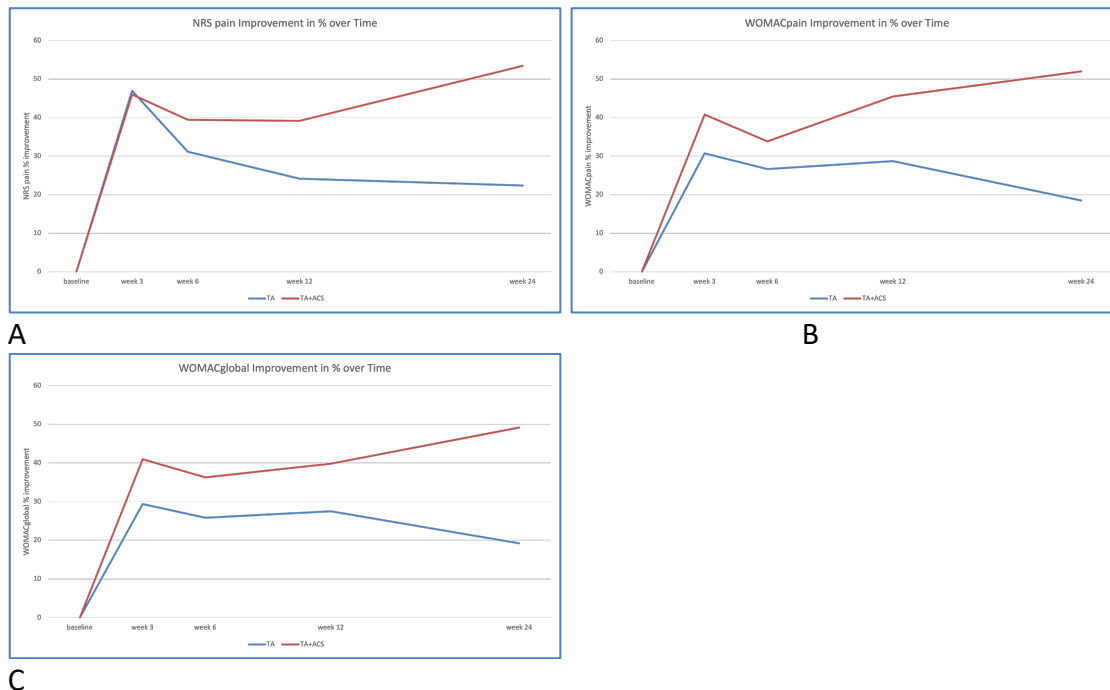 NRS pain Improvement in % over Time
60
50
40
30
20
10
0
NRS pain % improvement
baseline week 3 week 6 week 12 week 24
TA TA+ACS
A
WOMACpain Improvement in % over Time
60
50
40
30
20
10
0
WOMACpain % improvement
baseline week 3 week 6 week 12 week 24
TA TA+ACS
B
WOMACglobal Improvement in % over Time
60
50
40
30
20
10
0
WOMACglobal % improvement
baseline week 3 week 6 week 12 week 24
TA TA+ACS
C